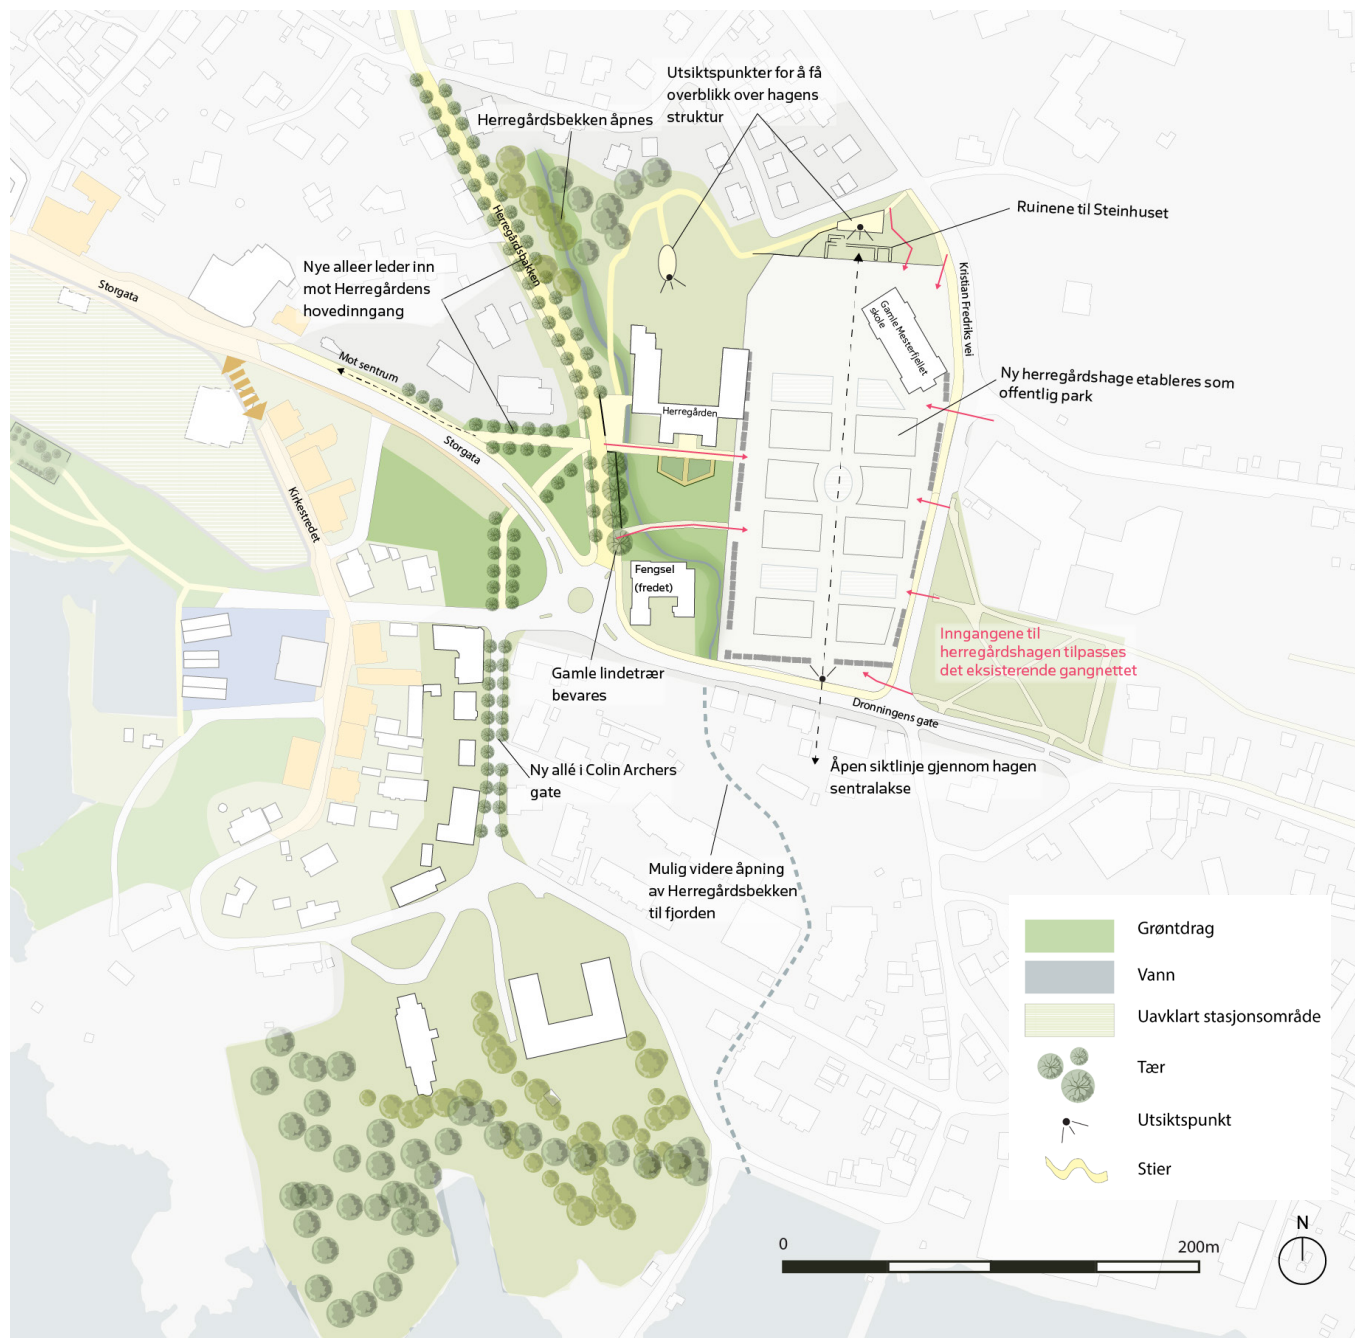 Utsiktspunkter for å få
overblikk over hagens
struktur
Herregårdsbekken åpnes
Ruinene til Steinhuset
Herregårdsbakken
Nye alleer leder inn
mot Herregårdens
hovedinngang
Storgata
Kristian Fredriks vei
Gamle Mesterfjellet
skole
Mot sentrum
Ny herregårdshage etableres som
offentlig park
Herregården
Storgata
Kirkestredet
Fengsel
(fredet)
Inngangene til
herregårdshagen tilpasses
det eksisterende gangnettet
Gamle lindetrær
bevares
Dronningens gate
Ny allé i Colin Archers
gate
Åpen siktlinje gjennom hagen
sentralakse
Mulig videre åpning
av Herregårdsbekken
til fjorden
Grøntdrag
Vann
Uavklart stasjonsområde
Tær
Utsiktspunkt
Stier
N
0
200m